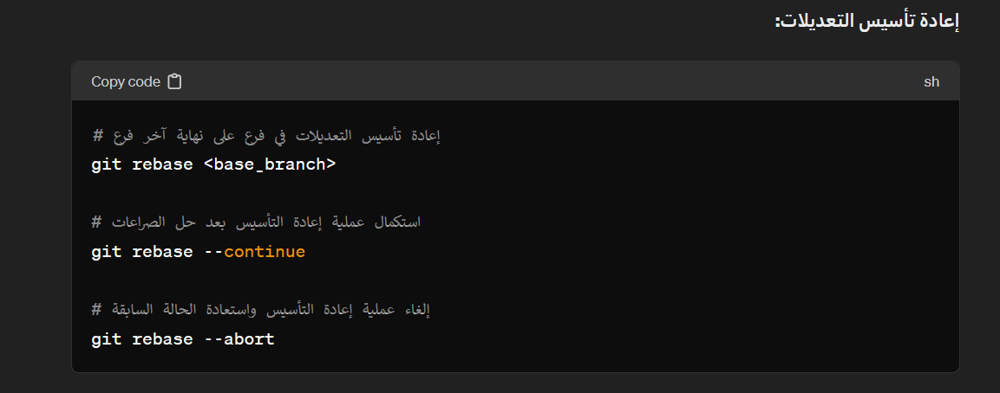 إعادة تأسيس التعديلات:
Copy code
sh
# إعادة تأسيس التعديلات في فرع على نهاية آخر فرع
git rebase <base_branch>
# استكمال عملية إعادة التأسيس بعد حل الصراعات
git rebase --continue
# إلغاء عملية إعادة التأسيس واستعادة الحالة السابقة
git rebase --abort